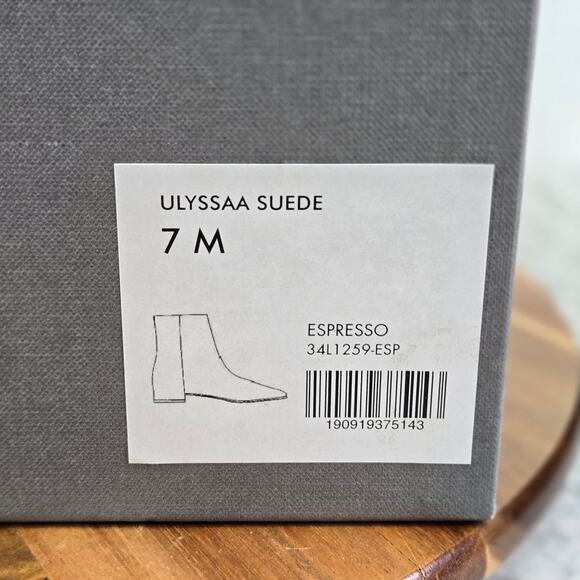 ULYSSAA SUEDE
7 M
ESPRESSO
34L1259-ESP
190919375143